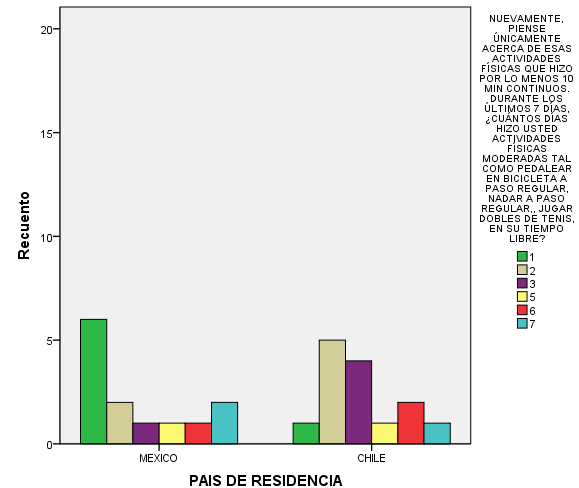 NUEVAMENTE,
PIENSE
ÚNICAMENTE
ACERCA DE ESAS
ACTIVIDADES
FÍSICAS QUE HIZO
POR LO MENOS 10
MIN CONTINUOS.
DURANTE LOS
ÚLTIMOS 7 DÍAS,
¿CUÁNTOS DÍAS
HIZO USTED
ACTIVIDADES
FÍSICAS
MODERADAS TAL
COMO PEDALEAR
EN BICICLETA A
PASO REGULAR,
NADAR A PASO
REGULAR,, JUGAR
DOBLES DE TENIS,
EN SU TIEMPO
LIBRE?
1
2
3
5
6
7
Recuento
20
15
10
5
0
MEXICO
CHILE
PAIS DE RESIDENCIA